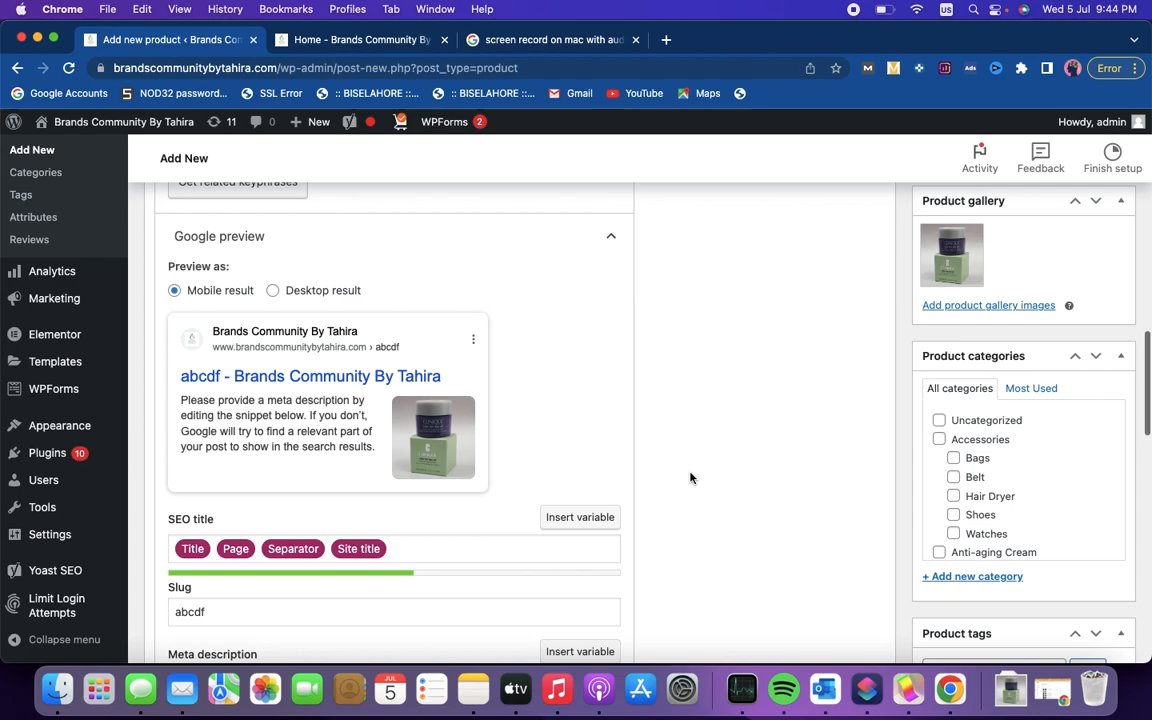 Chrome File Edit View History Bookmarks Profiles Tab Window Help US Wed 5 Jul 9:44 PM
Add new product ‹ Brands Con Home - Brands Community By screen record on mac with aud
brandscommunitybytahira.com/wp-admin/post-new.php?post_type=product Error
Google Accounts NOD32 password... SSL Error :: BISELAHORE ::... :: BISELAHORE ::... Gmail YouTube Maps
Brands Community By Tahira 11 0 New WPForms 2 Howdy, admin
Add New
Categories
Tags
Attributes
Reviews
Analytics
Marketing
Elementor
Templates
WPForms
Appearance
Plugins 10
Users
Tools
Settings
Yoast SEO
Limit Login
Attempts
Collapse menu
Add New
Activity Feedback Finish setup
Get related keyphrases
Google preview
Preview as:
Mobile result Desktop result
Brands Community By Tahira
www.brandscommunitybytahira.com › abcdf
abcdf - Brands Community By Tahira
Please provide a meta description by
editing the snippet below. If you don't,
Google will try to find a relevant part of
your post to show in the search results.
SEO title Insert variable
Title Page Separator Site title
Slug
abcdf
Meta description Insert variable
Product gallery
Add product gallery images
Product categories
All categories Most Used
Uncategorized
Accessories
Bags
Belt
Hair Dryer
Shoes
Watches
Anti-aging Cream
+ Add new category
Product tags
JUL
5
tv